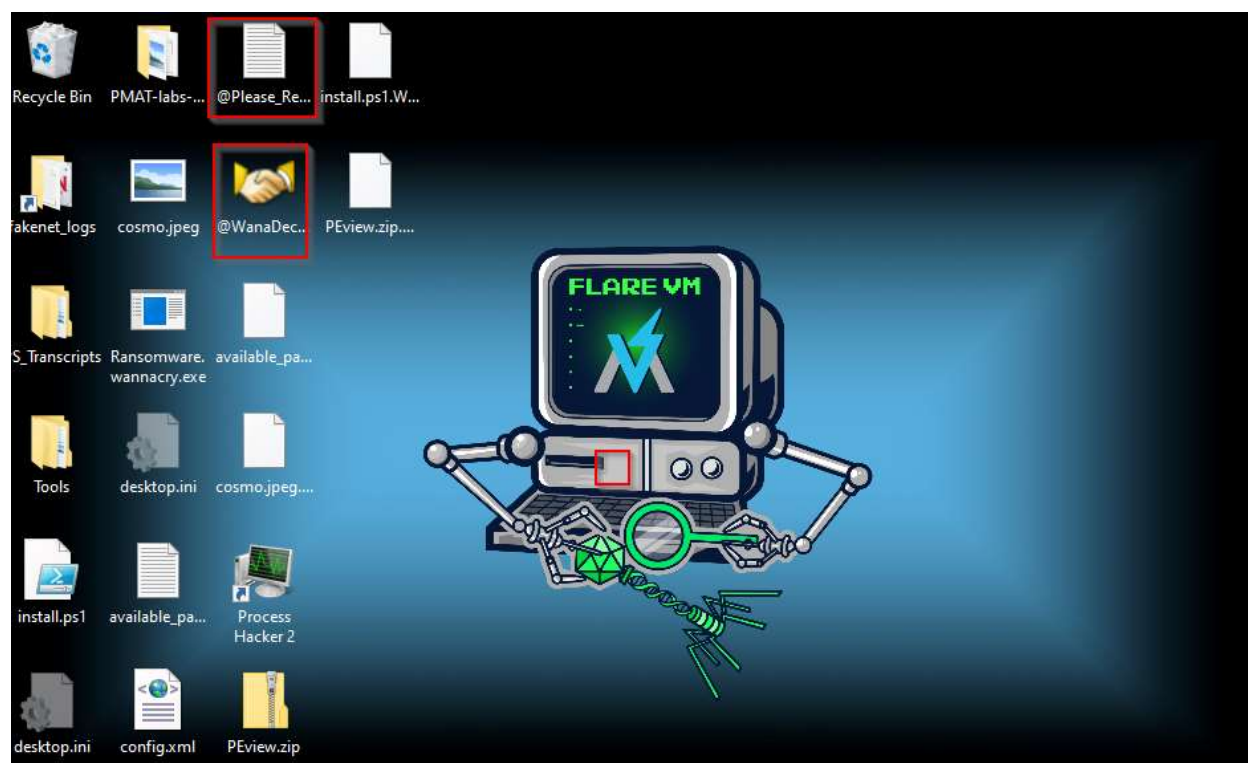 Recycle Bin
PMAT-labs-...
@Please_Re...
install.ps1.W...
akenet_logs
cosmo.jpeg
@WanaDec...
PEview.zip....
S_Transcripts
Ransomware.
wannacry.exe
available_pa...
Tools
desktop.ini
cosmo.jpeg....
install.ps1
available_pa...
Process
Hacker 2
desktop.ini
config.xml
PEview.zip
FLARE VM